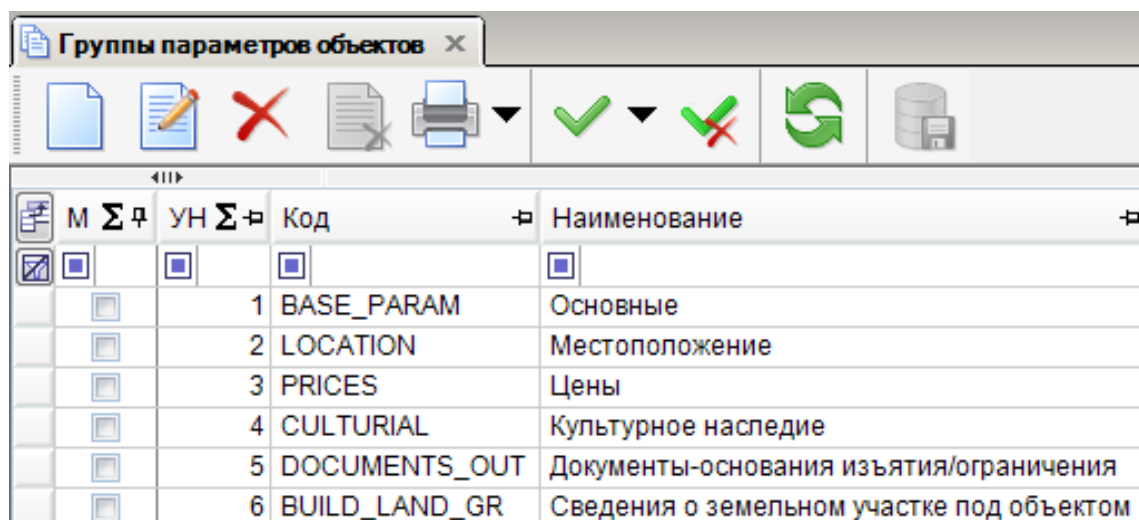 Группы параметров объектов
М Σ УН Σ Код Наименование
1 BASE_PARAM Основные
2 LOCATION Местоположение
3 PRICES Цены
4 CULTURIAL Культурное наследие
5 DOCUMENTS_OUT Документы-основания изъятия/ограничения
6 BUILD_LAND_GR Сведения о земельном участке под объектом